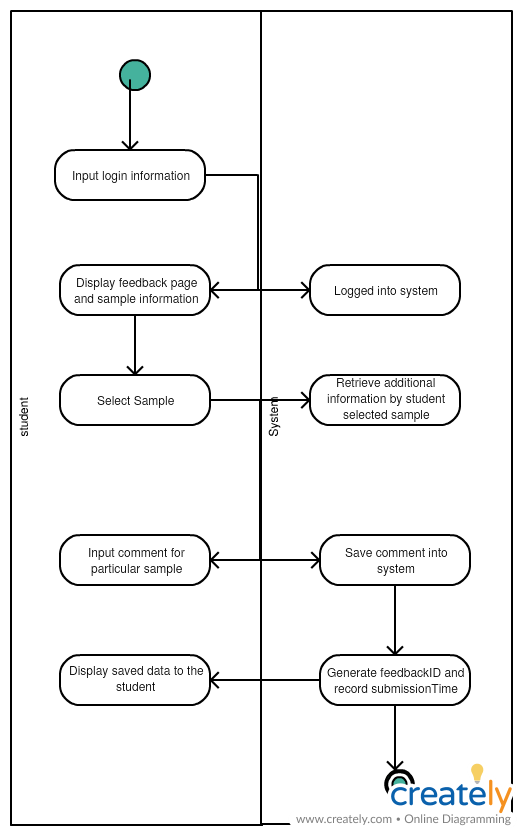 Input login information
Display feedback page
and sample information
Logged into system
student
Select Sample
System
Retrieve additional
information by student
selected sample
Input comment for
particular sample
Save comment into
system
Display saved data to the
student
Generate feedbackID and
record submissionTime
creately
www.creately.com • Online Diagramming